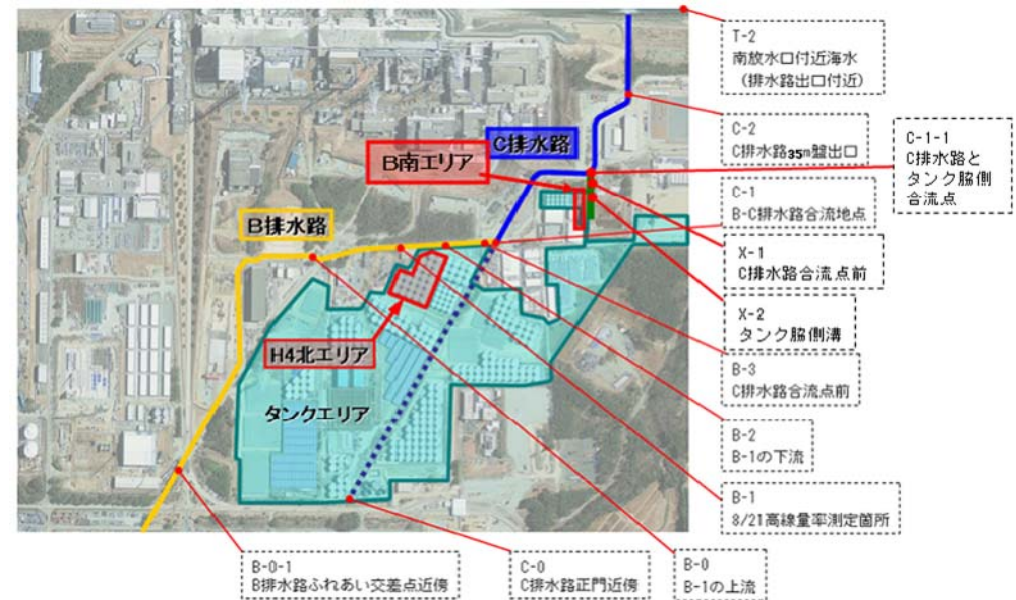 T-2
南放水口付近海水
（排水路出口付近）
C-2
C排水路35m盤出口
C-1-1
C排水路と
タンク脇側
合流点
C排水路
B南エリア
C-1
B-C排水路合流地点
B排水路
X-1
C排水路合流点前
X-2
タンク脇側溝
H4北エリア
B-3
C排水路合流点前
タンクエリア
B-2
B-1の下流
B-1
8/21高線量率測定箇所
B-0-1
B排水路ふれあい交差点近傍
C-0
C排水路正門近傍
B-0
B-1の上流